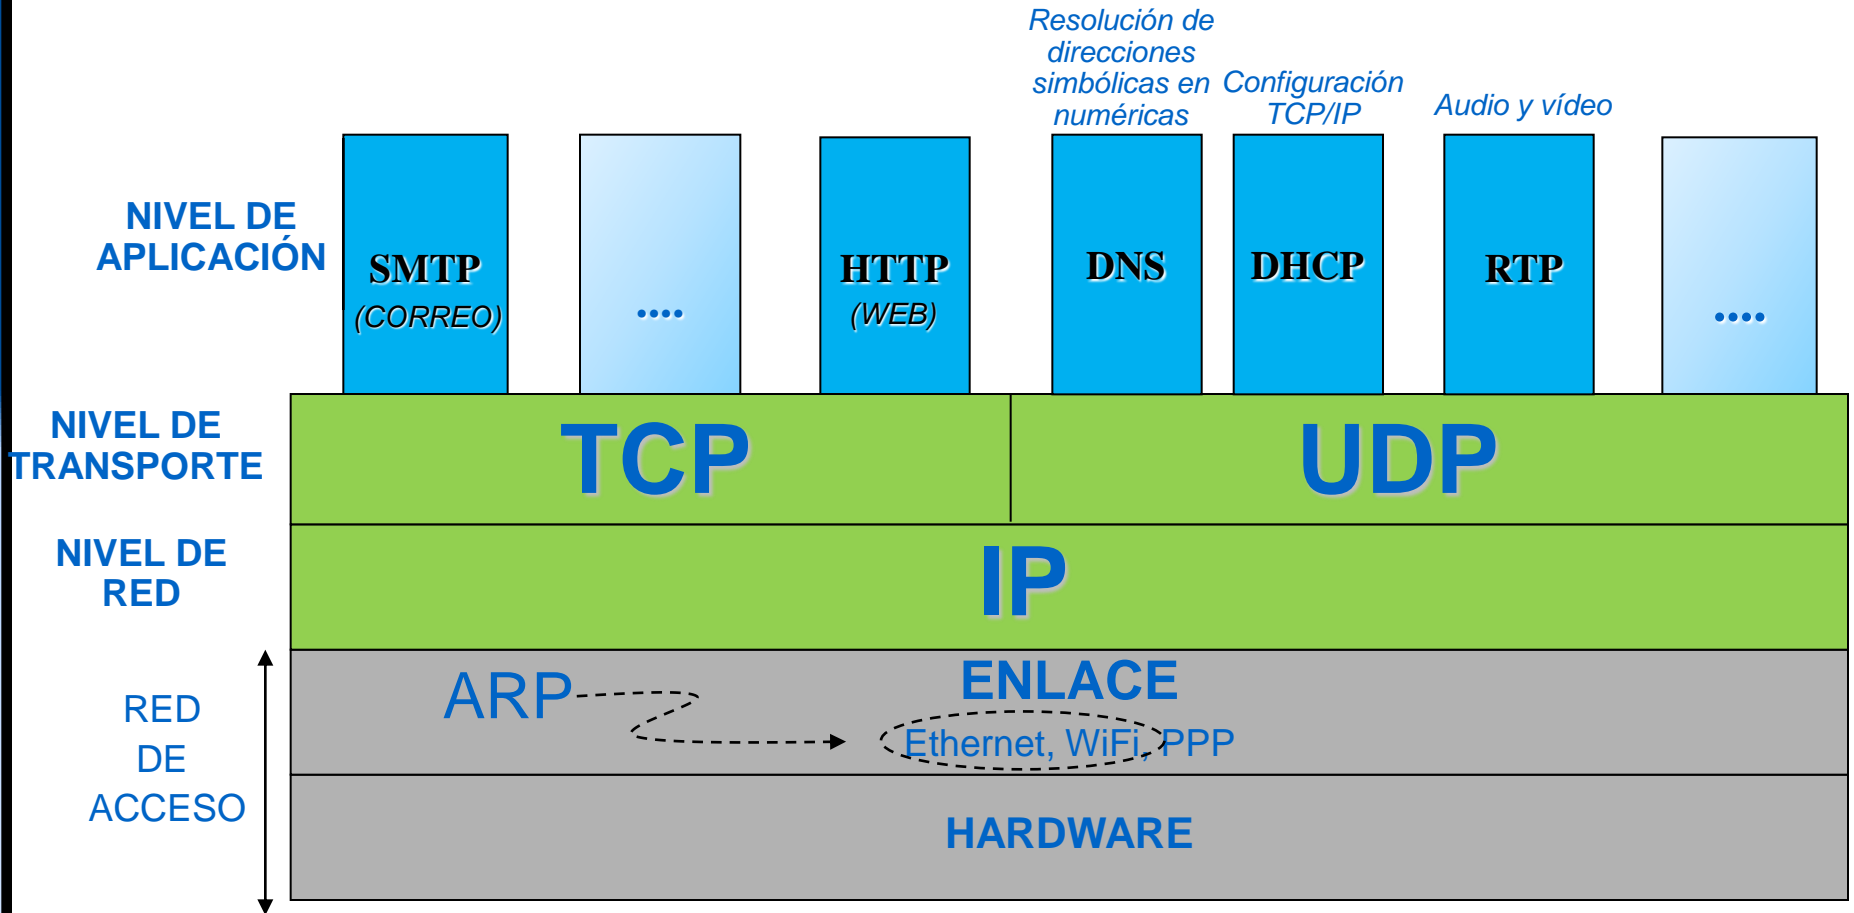 Resolución de
direcciones
simbólicas en
numéricas
Configuración
TCP/IP
Audio y vídeo
NIVEL DE
APLICACIÓN
SMTP
(CORREO)
....
HTTP
(WEB)
DNS
DHCP
RTP
....
NIVEL DE
TRANSPORTE
TCP
UDP
NIVEL DE
RED
IP
RED
DE
ACCESO
ARP
ENLACE
Ethernet, WiFi, PPP
HARDWARE